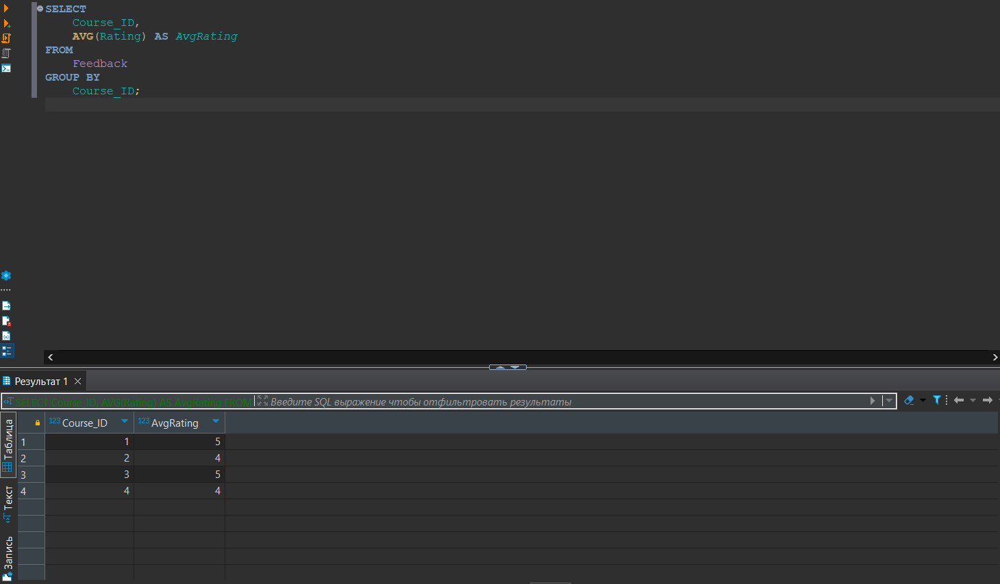 SELECT
Course_ID,
AVG(Rating) AS AvgRating
FROM
Feedback
GROUP BY
Course_ID;
Результат 1
SELECT Course_ID, AVG(Rating) AS AvgRating FROM
Введите SQL выражение чтобы отфильтровать результаты
Таблица
Текст
Запись
123 Course_ID 123 AvgRating
1 1 5
2 2 4
3 3 5
4 4 4